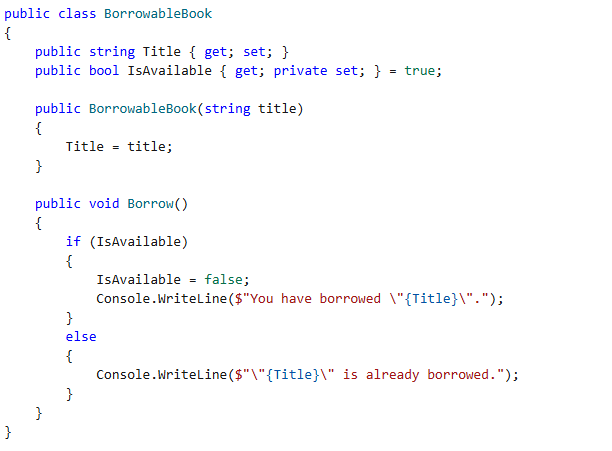 public class BorrowableBook
{
    public string Title { get; set; }
    public bool IsAvailable { get; private set; } = true;

    public BorrowableBook(string title)
    {
        Title = title;
    }

    public void Borrow()
    {
        if (IsAvailable)
        {
            IsAvailable = false;
            Console.WriteLine($"You have borrowed \"{Title}\".");
        }
        else
        {
            Console.WriteLine($"\"{Title}\" is already borrowed.");
        }
    }
}